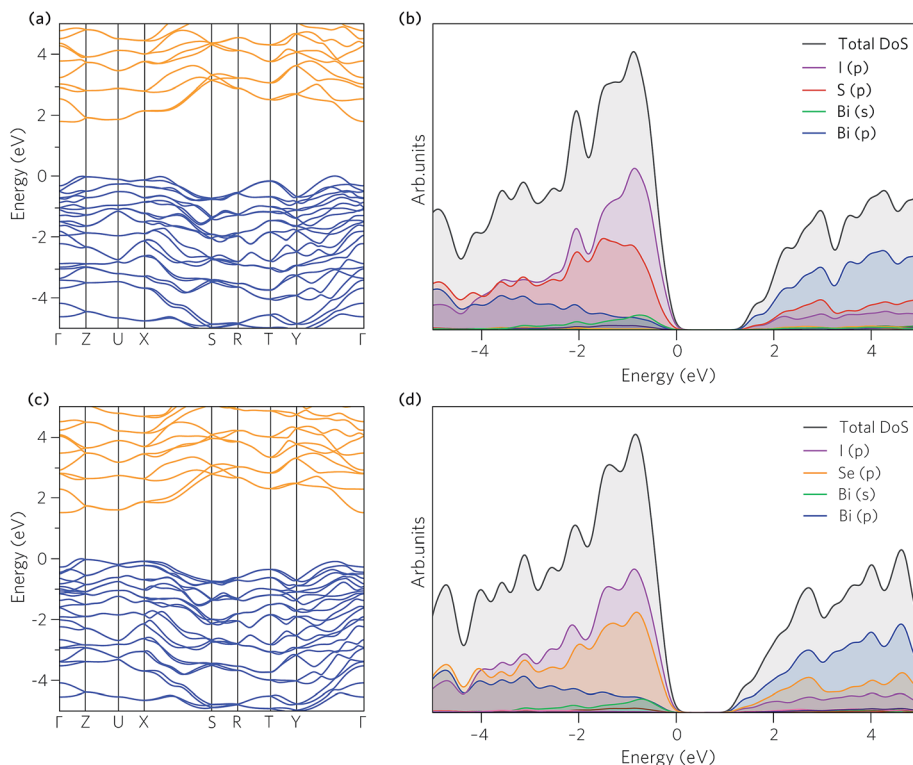 (a)
Energy (eV)
4
2
0
-2
-4
Γ Z U X S R T Y Γ
(b)
Arb.units
Total DoS
I (p)
S (p)
Bi (s)
Bi (p)
-4 -2 0 2 4
Energy (eV)
(c)
Energy (eV)
4
2
0
-2
-4
Γ Z U X S R T Y Γ
(d)
Arb.units
Total DoS
I (p)
Se (p)
Bi (s)
Bi (p)
-4 -2 0 2 4
Energy (eV)